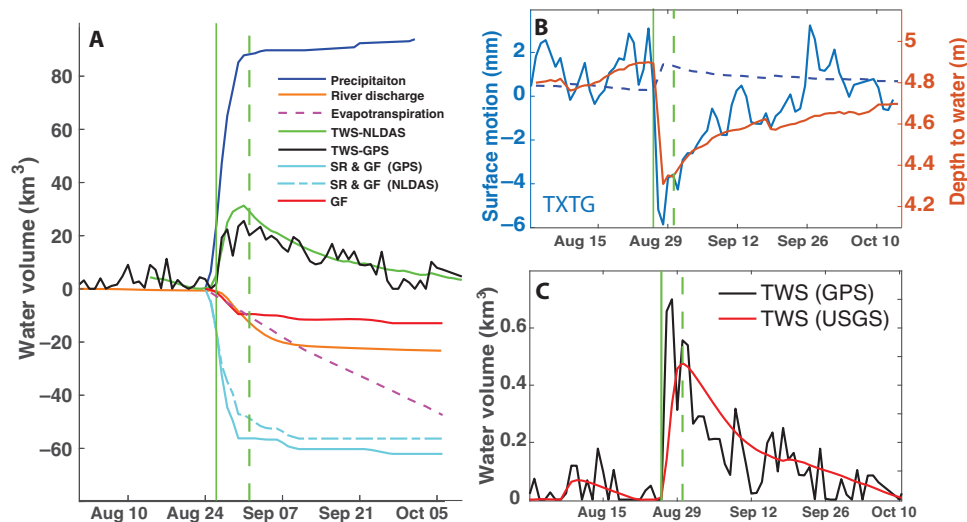 A
Water volume (km3)
80
60
40
20
0
−20
−40
−60
Precipitaiton
River discharge
Evapotranspiration
TWS-NLDAS
TWS-GPS
SR & GF (GPS)
SR & GF (NLDAS)
GF
Aug 10 Aug 24 Sep 07 Sep 21 Oct 05
B
Surface motion (mm)
2
0
−2
−4
−6
TXTG
Depth to water (m)
5
4.8
4.6
4.4
4.2
Aug 15 Aug 29 Sep 12 Sep 26 Oct 10
C
Water volume (km3)
0.6
0.4
0.2
0
TWS (GPS)
TWS (USGS)
Aug 15 Aug 29 Sep 12 Sep 26 Oct 10